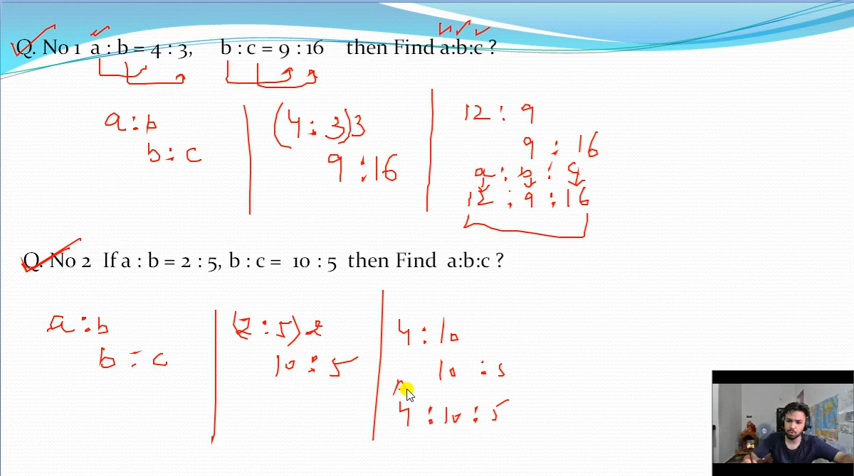 Q. No 1 a : b = 4 : 3, b : c = 9 : 16 then Find a:b:c ?
a : b
b : c
(4 : 3)3
9 : 16
12 : 9
9 : 16
a : b : c
12 : 9 : 16
Q. No 2 If a : b = 2 : 5, b : c = 10 : 5 then Find a:b:c ?
a : b
b : c
(2 : 5)2
10 : 5
4 : 10
10 : 5
4 : 10 : 5